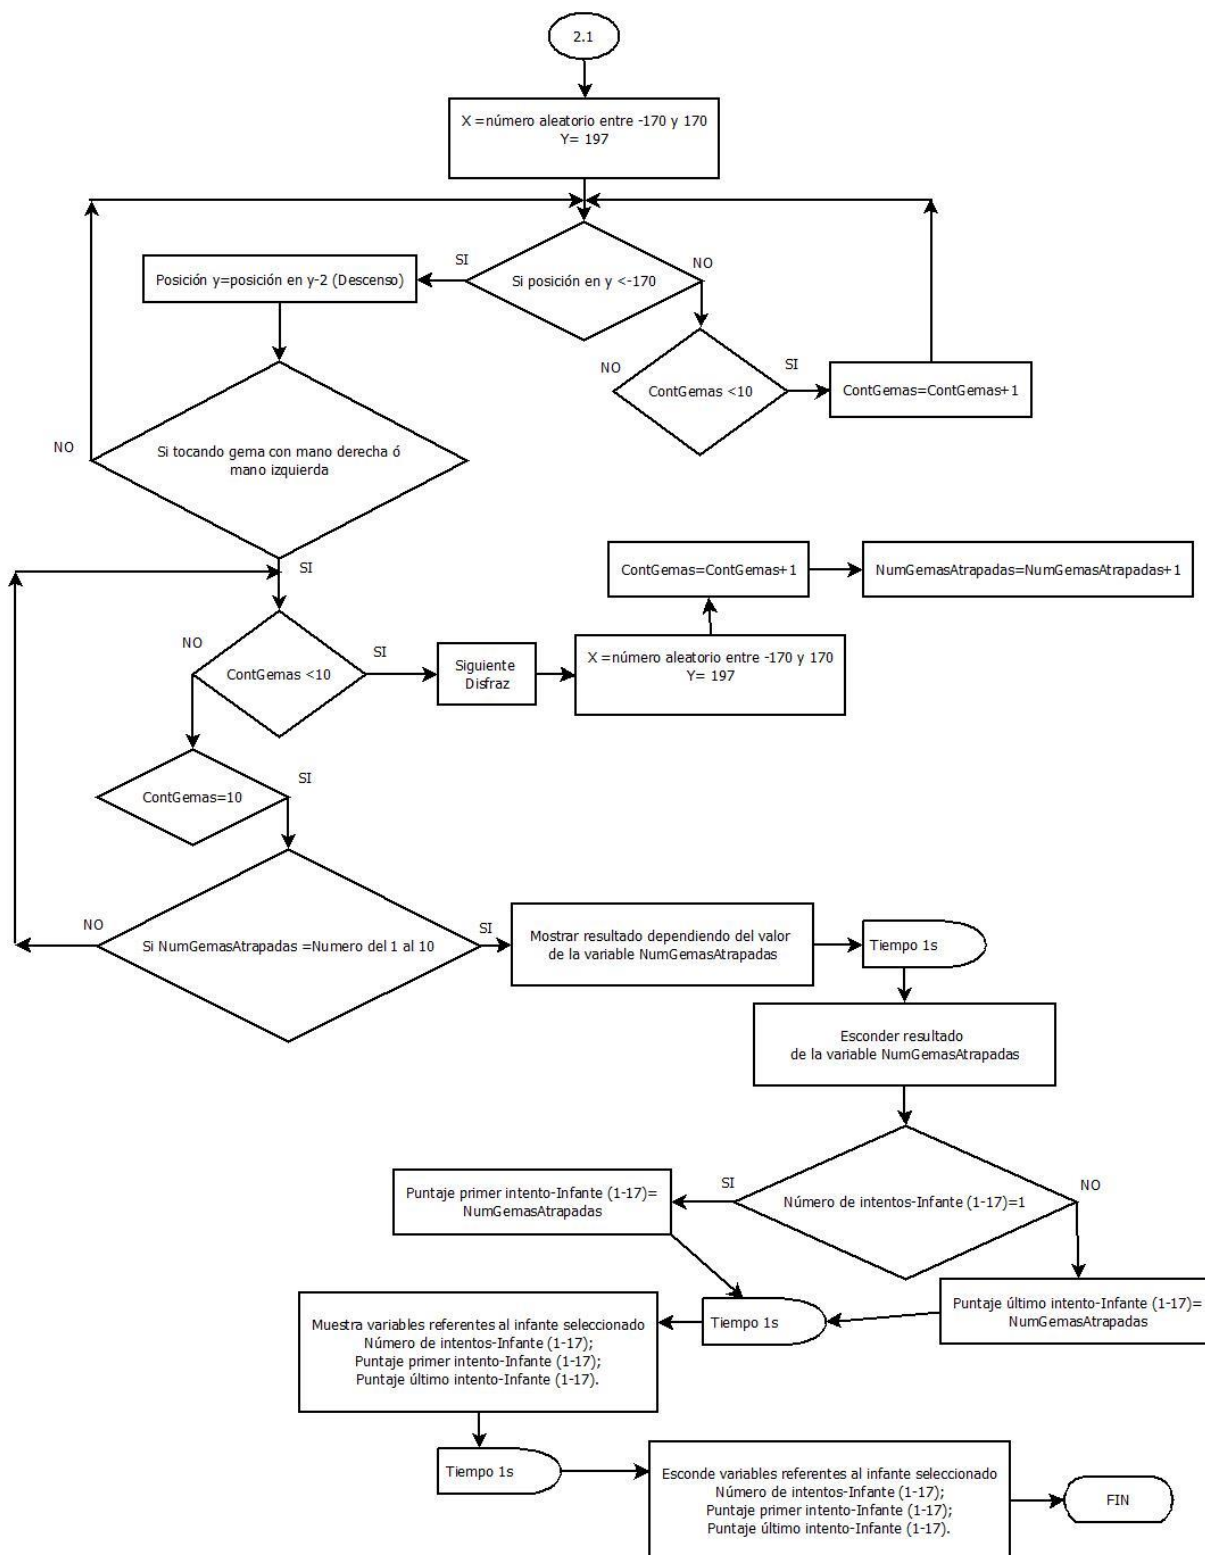 2.1
X =número aleatorio entre -170 y 170
Y= 197
SI
Si posición en y <-170
NO
Posición y=posición en y-2 (Descenso)
NO
ContGemas <10
SI
ContGemas=ContGemas+1
NO
Si tocando gema con mano derecha ó
mano izquierda
SI
ContGemas=ContGemas+1
NumGemasAtrapadas=NumGemasAtrapadas+1
NO
ContGemas <10
SI
Siguiente
Disfraz
X =número aleatorio entre -170 y 170
Y= 197
ContGemas=10
SI
NO
Si NumGemasAtrapadas =Numero del 1 al 10
SI
Mostrar resultado dependiendo del valor
de la variable NumGemasAtrapadas
Tiempo 1s
Esconder resultado
de la variable NumGemasAtrapadas
Puntaje primer intento-Infante (1-17)=
NumGemasAtrapadas
SI
Número de intentos-Infante (1-17)=1
NO
Puntaje último intento-Infante (1-17)=
NumGemasAtrapadas
Tiempo 1s
Muestra variables referentes al infante seleccionado
Número de intentos-Infante (1-17);
Puntaje primer intento-Infante (1-17);
Puntaje último intento-Infante (1-17).
Tiempo 1s
Esconde variables referentes al infante seleccionado
Número de intentos-Infante (1-17);
Puntaje primer intento-Infante (1-17);
Puntaje último intento-Infante (1-17).
FIN